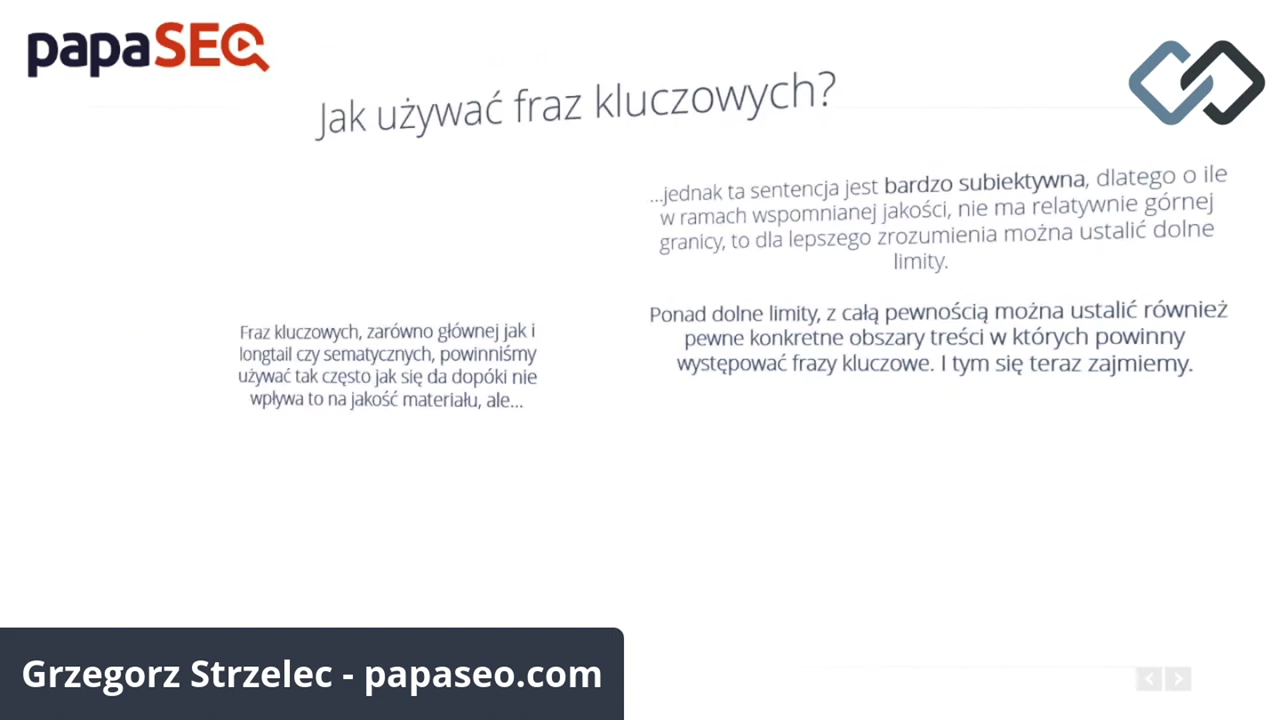 papaSEO
Jak używać fraz kluczowych?
Fraz kluczowych, zarówno głównej jak i
longtail czy sematycznych, powinniśmy
używać tak często jak się da dopóki nie
wpływa to na jakość materiału, ale...
...jednak ta sentencja jest bardzo subiektywna, dlatego o ile
w ramach wspomnianej jakości, nie ma relatywnie górnej
granicy, to dla lepszego zrozumienia można ustalić dolne
limity.
Ponad dolne limity, z całą pewnością można ustalić również
pewne konkretne obszary treści w których powinny
występować frazy kluczowe. I tym się teraz zajmiemy.
Grzegorz Strzelec - papaseo.com